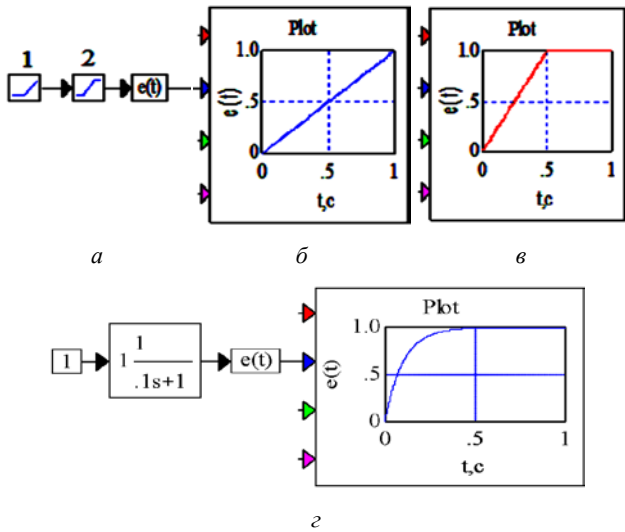 1 2 e(t)
Plot
1.0
e(t)
.5
0
0 .5 1
t,c
Plot
1.0
e(t)
.5
0
0 .5 1
t,c
а б в
1
1 1
.1s+1
e(t)
Plot
1.0
e(t)
.5
0
0 .5 1
t,c
г